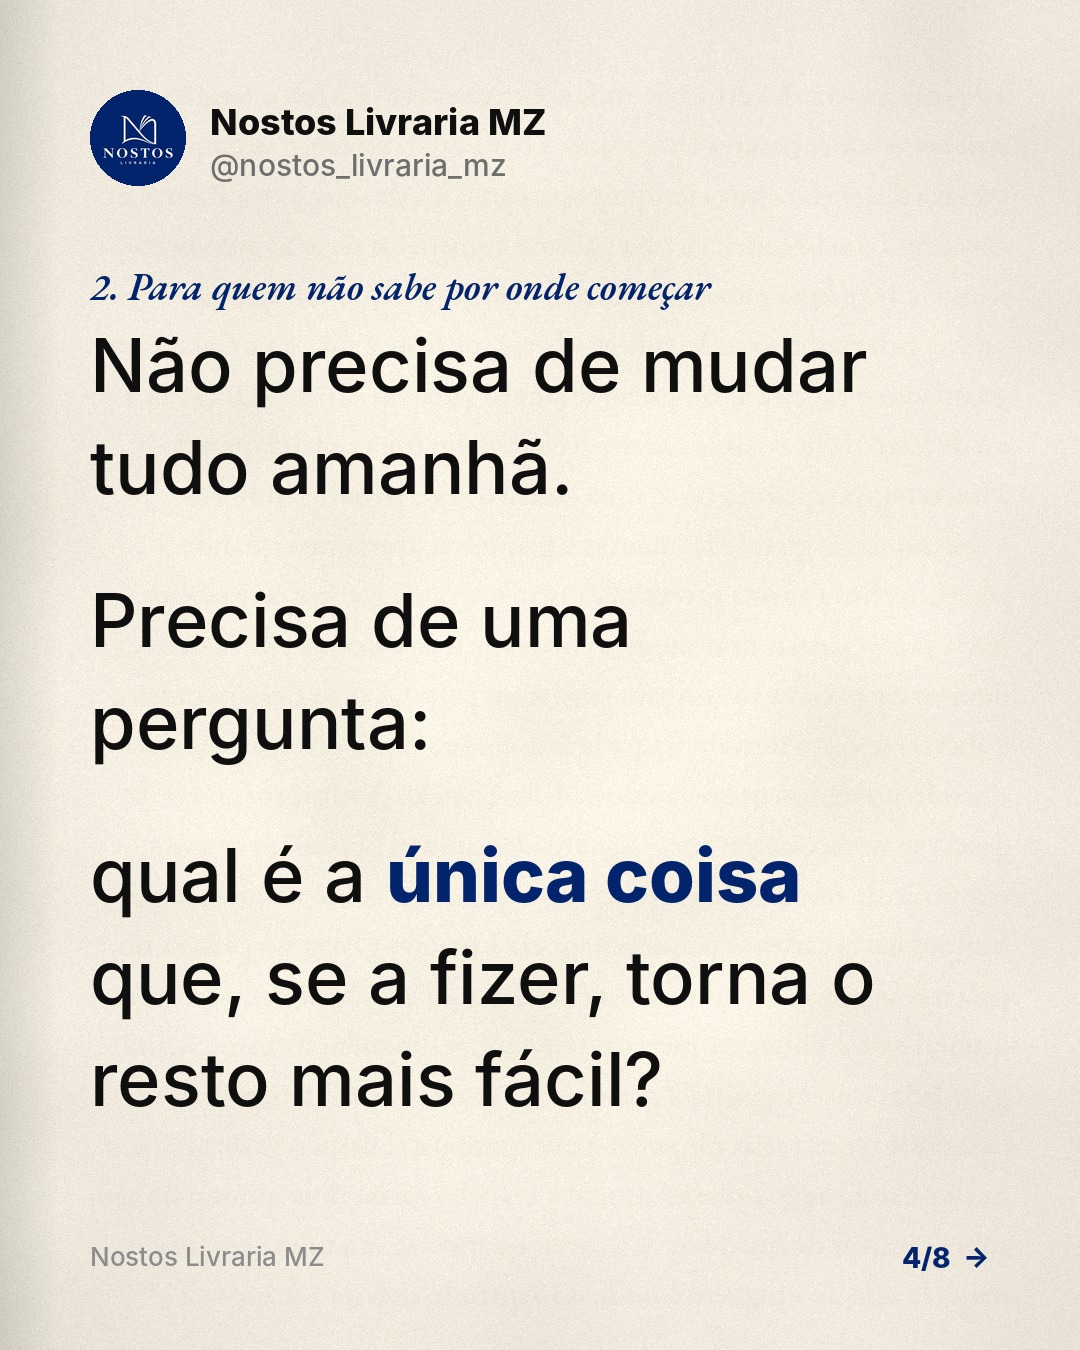 NOSTOS
LIVRARIA
Nostos Livraria MZ
@nostos_livraria_mz
2. Para quem não sabe por onde começar
Não precisa de mudar
tudo amanhã.
Precisa de uma
pergunta:
qual é a única coisa
que, se a fizer, torna o
resto mais fácil?
Nostos Livraria MZ
4/8 →